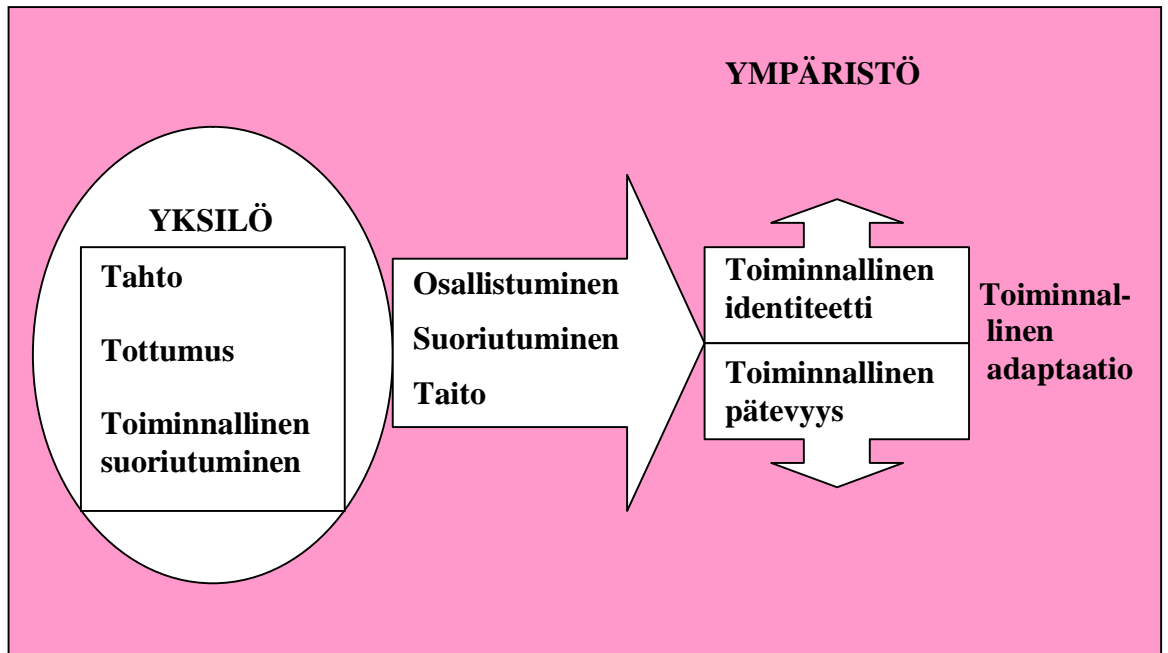 YMPÄRISTÖ
YKSILÖ
Tahto
Tottumus
Toiminnallinen
suoriutuminen
Osallistuminen
Suoriutuminen
Taito
Toiminnallinen
identiteetti
Toiminnallinen
pätevyys
Toiminnal-
linen
adaptaatio